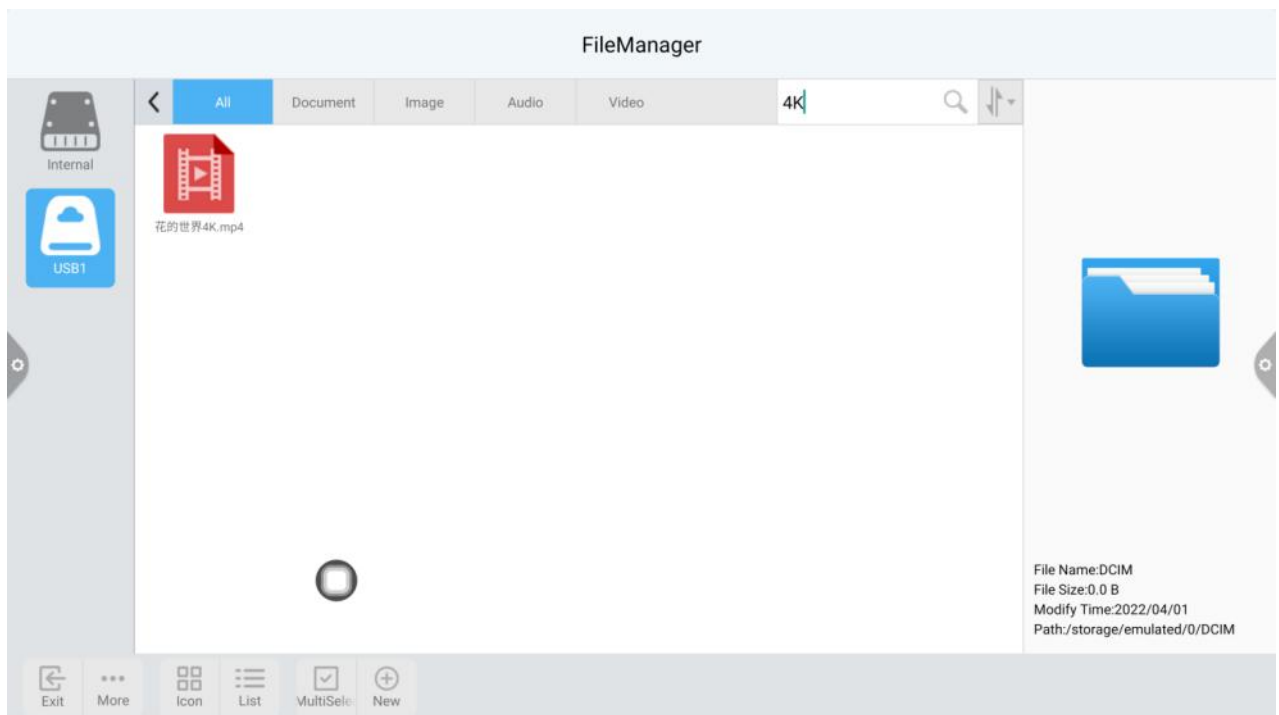 FileManager
Internal
USB1
All
Document
Image
Audio
Video
4K
花的世界4K.mp4
File Name:DCIM
File Size:0.0 B
Modify Time:2022/04/01
Path:/storage/emulated/0/DCIM
Exit
More
Icon
List
MultiSele
New